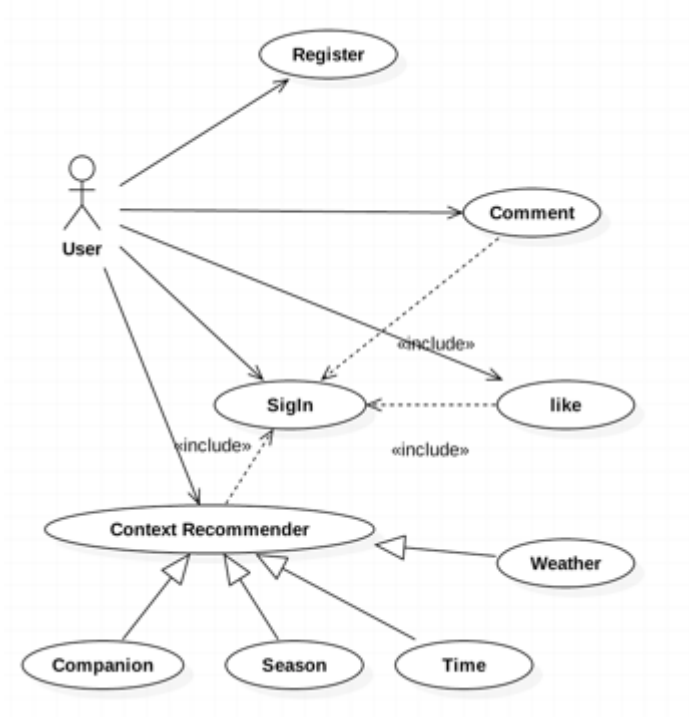 Register
Comment
User
«include»
SigIn
like
«include»
«include»
Context Recommender
Weather
Companion
Season
Time